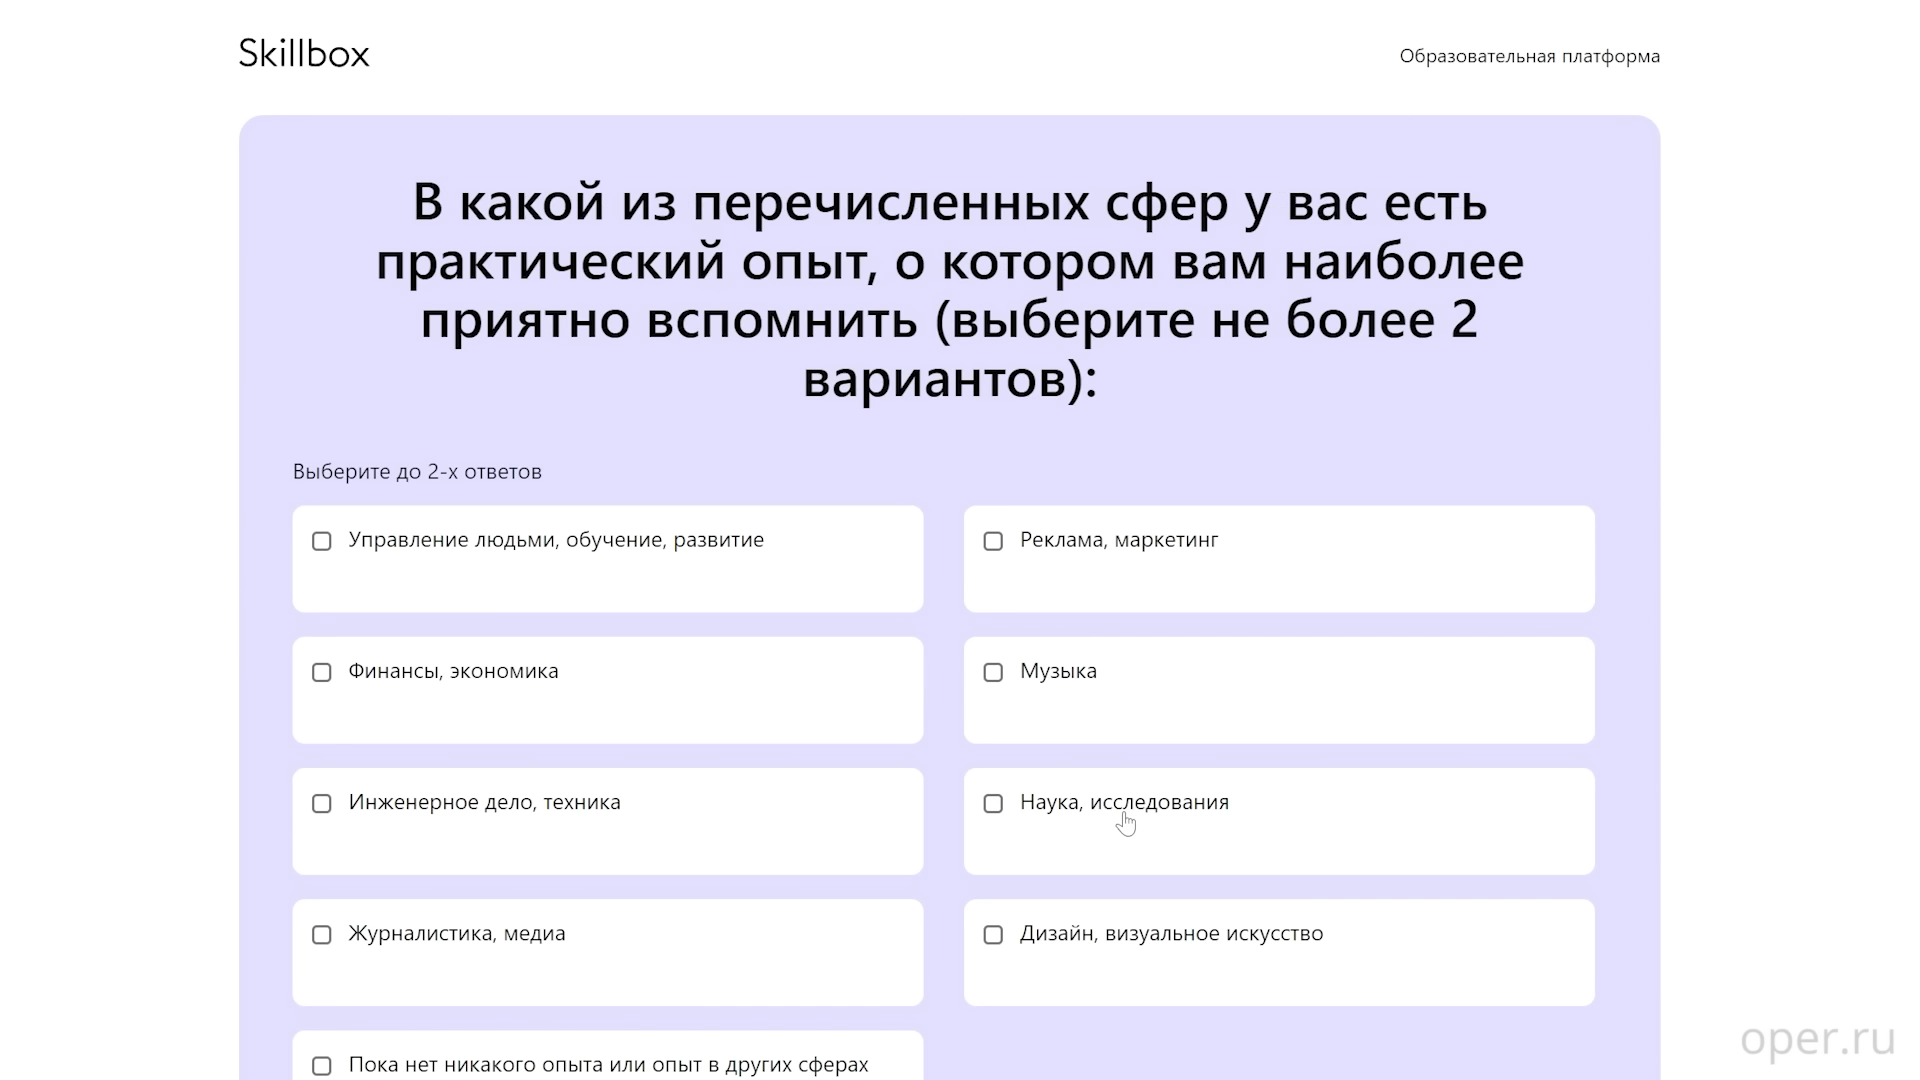 Skillbox
Образовательная платформа
В какой из перечисленных сфер у вас есть
практический опыт, о котором вам наиболее
приятно вспомнить (выберите не более 2
вариантов):
Выберите до 2-х ответов
Управление людьми, обучение, развитие
Реклама, маркетинг
Финансы, экономика
Музыка
Инженерное дело, техника
Наука, исследования
Журналистика, медиа
Дизайн, визуальное искусство
Пока нет никакого опыта или опыт в других сферах
oper.ru